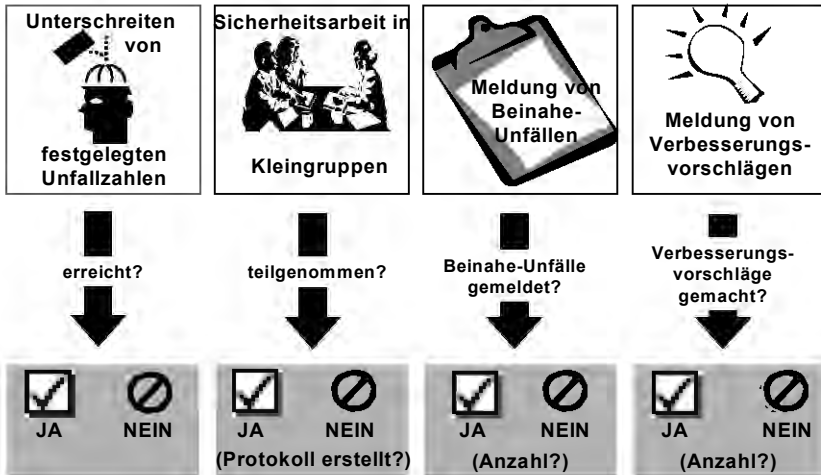 Unterschreiten
von
festgelegten
Unfallzahlen
erreicht?
JA NEIN
Sicherheitsarbeit in
Kleingruppen
teilgenommen?
JA NEIN
(Protokoll erstellt?)
Meldung von
Beinahe-
Unfällen
Beinahe-Unfälle
gemeldet?
JA NEIN
(Anzahl?)
Meldung von
Verbesserungs-
vorschlägen
Verbesserungs-
vorschläge
gemacht?
JA NEIN
(Anzahl?)